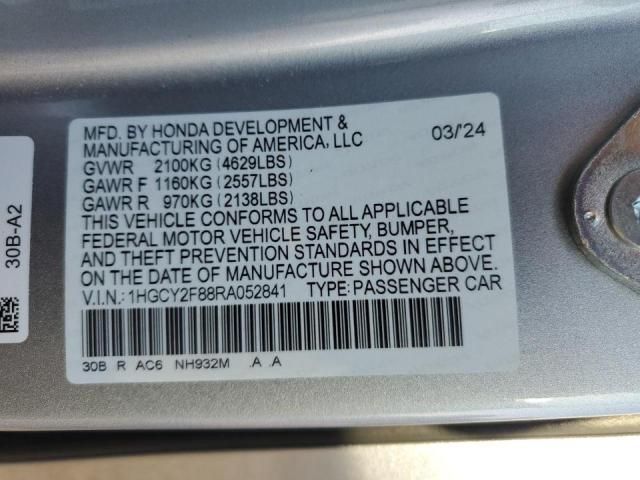 MFD. BY HONDA DEVELOPMENT & 03/'24
MANUFACTURING OF AMERICA, LLC
GVWR 2100KG (4629LBS)
GAWR F 1160KG (2557LBS)
GAWR R 970KG (2138LBS)
THIS VEHICLE CONFORMS TO ALL APPLICABLE
FEDERAL MOTOR VEHICLE SAFETY, BUMPER,
AND THEFT PREVENTION STANDARDS IN EFFECT
ON THE DATE OF MANUFACTURE SHOWN ABOVE.
V.I.N.: 1HGCY2F88RA052841 TYPE: PASSENGER CAR
30B R AC6 NH932M .A .A
30B-A2